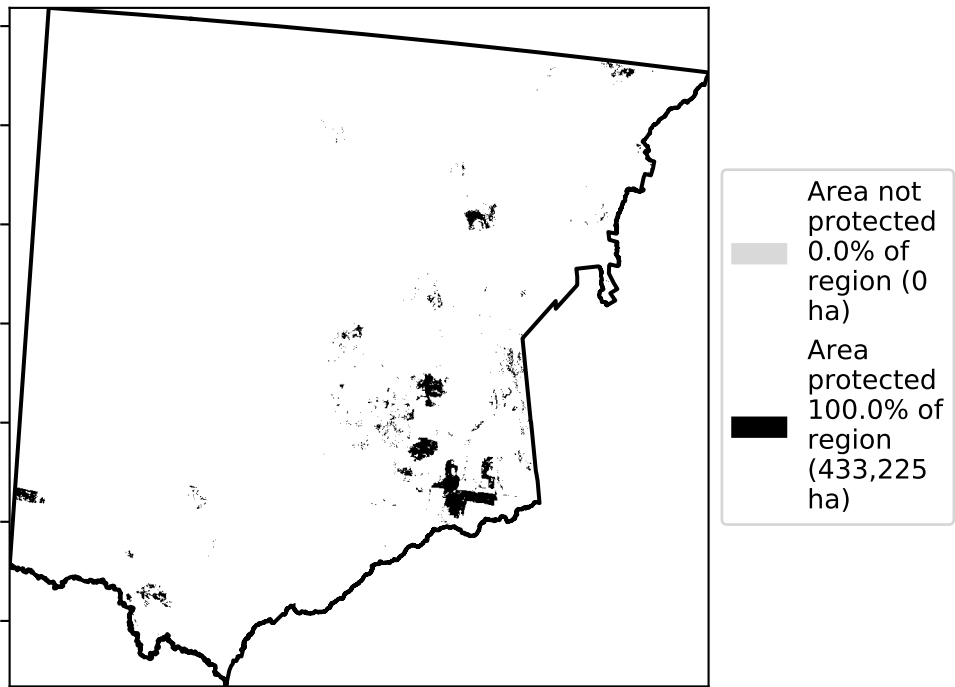 Area not
protected
0.0% of
region (0
ha)
Area
protected
100.0% of
region
(433,225
ha)